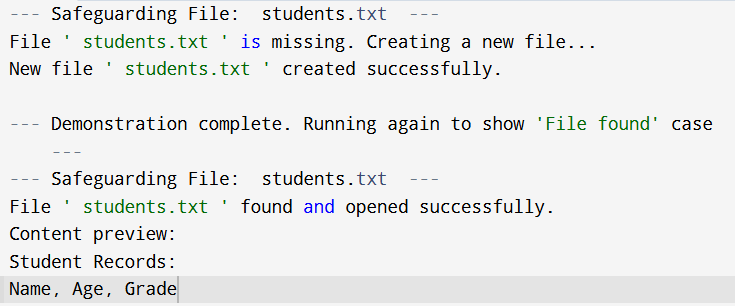 --- Safeguarding File:  students.txt  ---
File ' students.txt ' is missing. Creating a new file...
New file ' students.txt ' created successfully.
--- Demonstration complete. Running again to show 'File found' case
---
--- Safeguarding File:  students.txt  ---
File ' students.txt ' found and opened successfully.
Content preview:
Student Records:
Name, Age, Grade